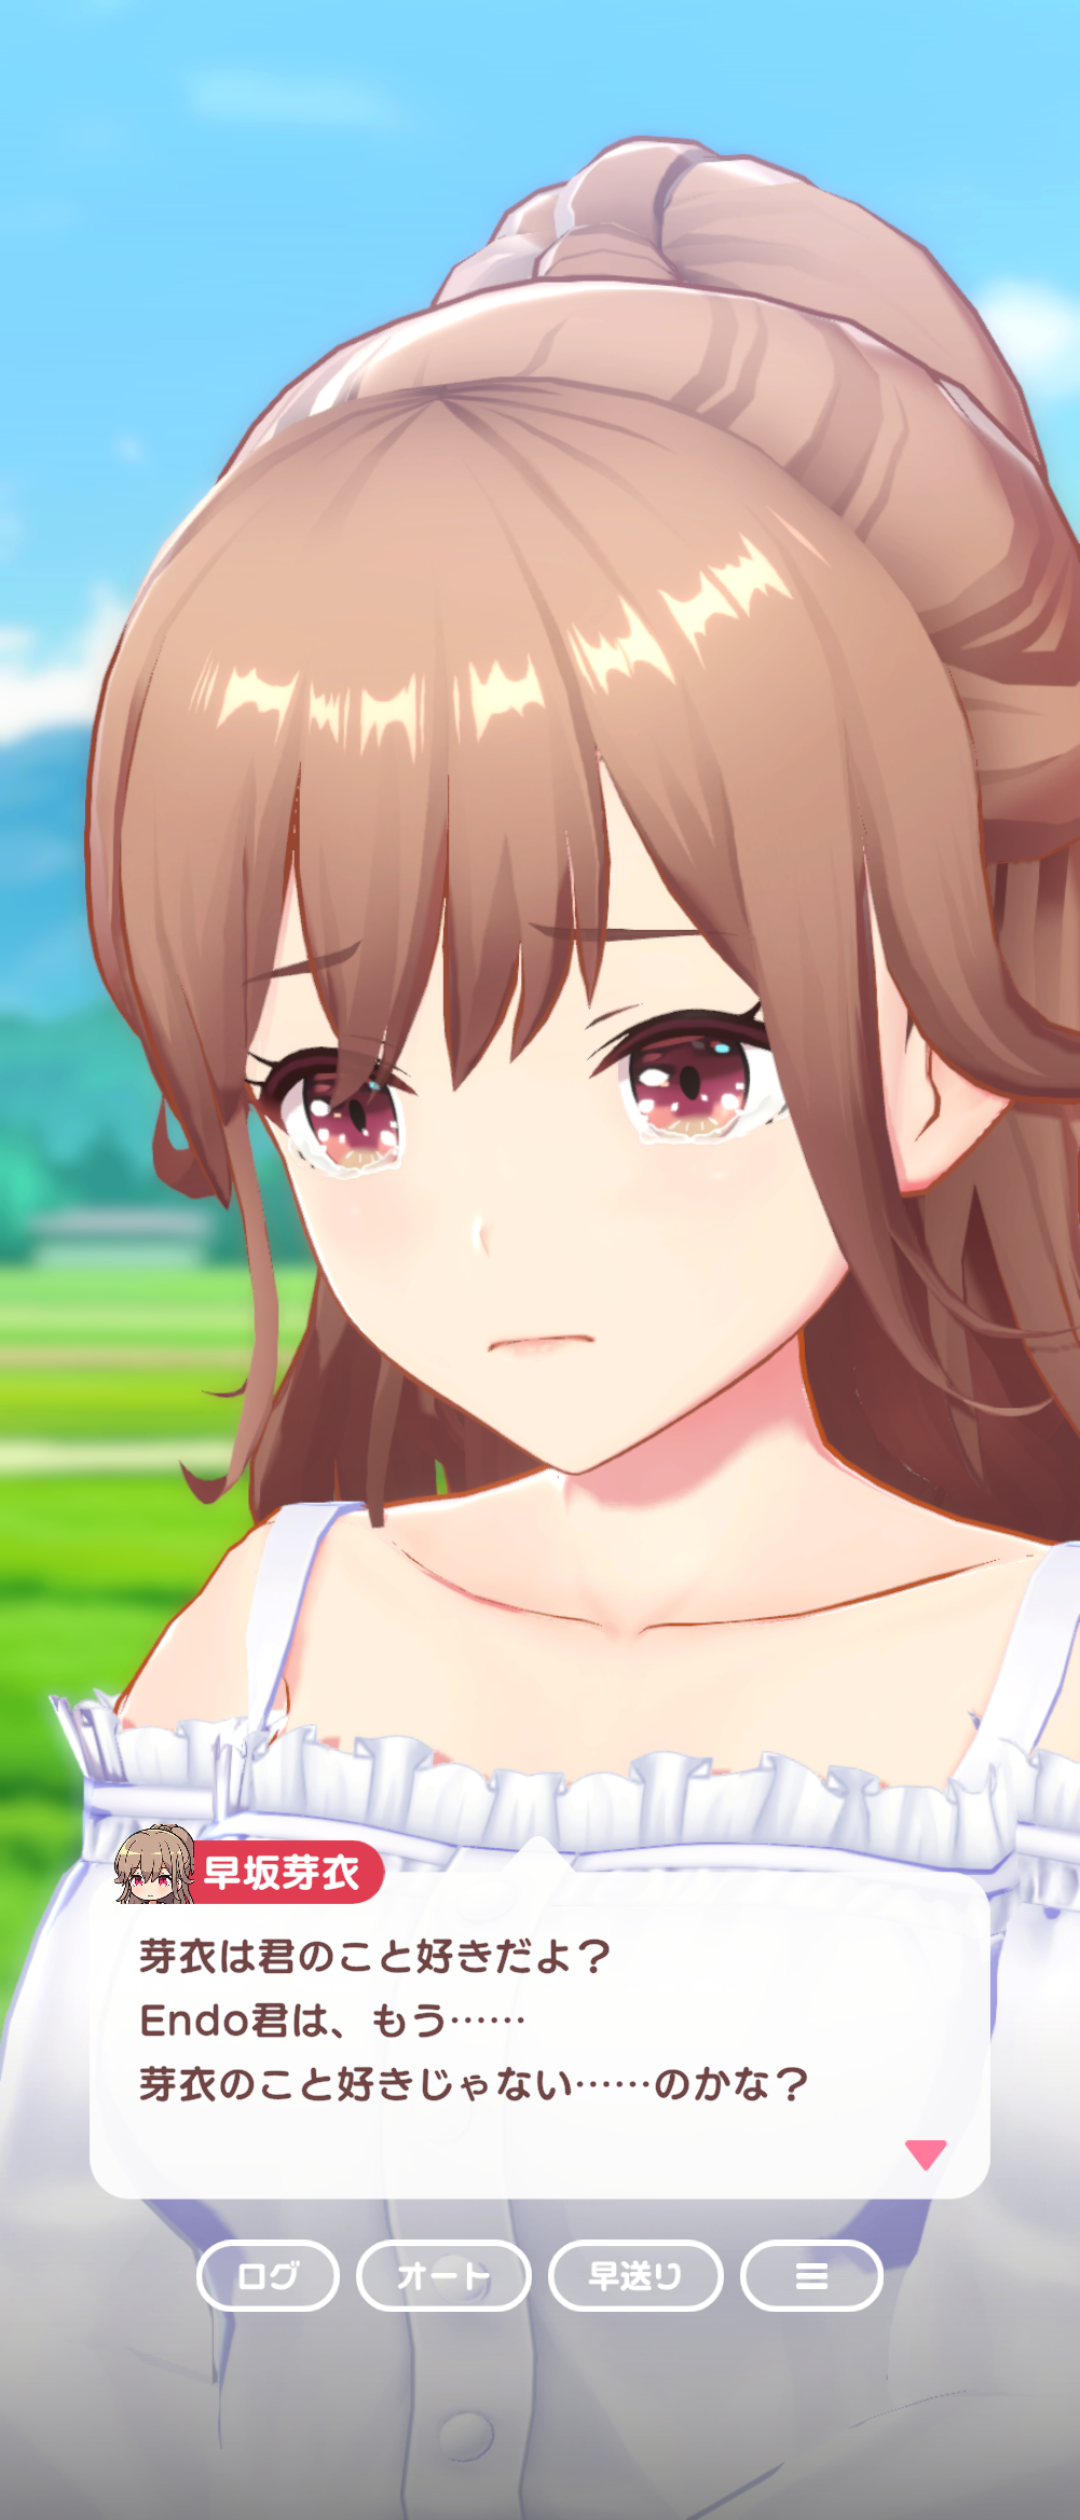 早坂芽衣
芽衣は君のこと好きだよ？
Endo君は、もう……
芽衣のこと好きじゃない……のかな？
ログ
オート
早送り